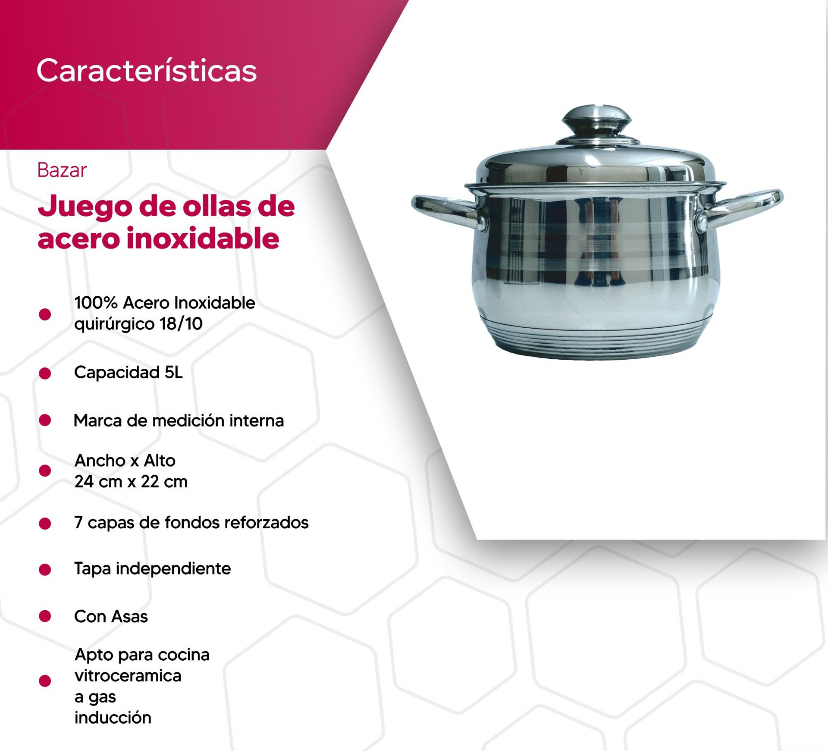 Características
Bazar
Juego de ollas de
acero inoxidable
100% Acero Inoxidable
quirúrgico 18/10
Capacidad 5L
Marca de medición interna
Ancho x Alto
24 cm x 22 cm
7 capas de fondos reforzados
Tapa independiente
Con Asas
Apto para cocina
vitroceramica
a gas
inducción